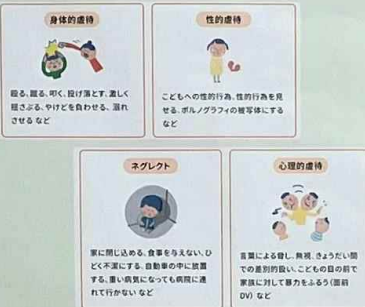 身体的虐待
殴る、蹴る、叩く、投げ落とす、激しく
揺さぶる、やけどを負わせる、溺れ
させる など
性的虐待
こどもへの性的行為、性的行為を見
せる、ポルノグラフィの被写体にする
など
ネグレクト
家に閉じ込める、食事を与えない、ひ
どく不潔にする、自動車の中に放置
する、重い病気になっても病院に連
れて行かない など
心理的虐待
言葉による脅し、無視、きょうだい間
での差別的扱い、こどもの目の前で
家族に対して暴力をふるう（面前
DV） など